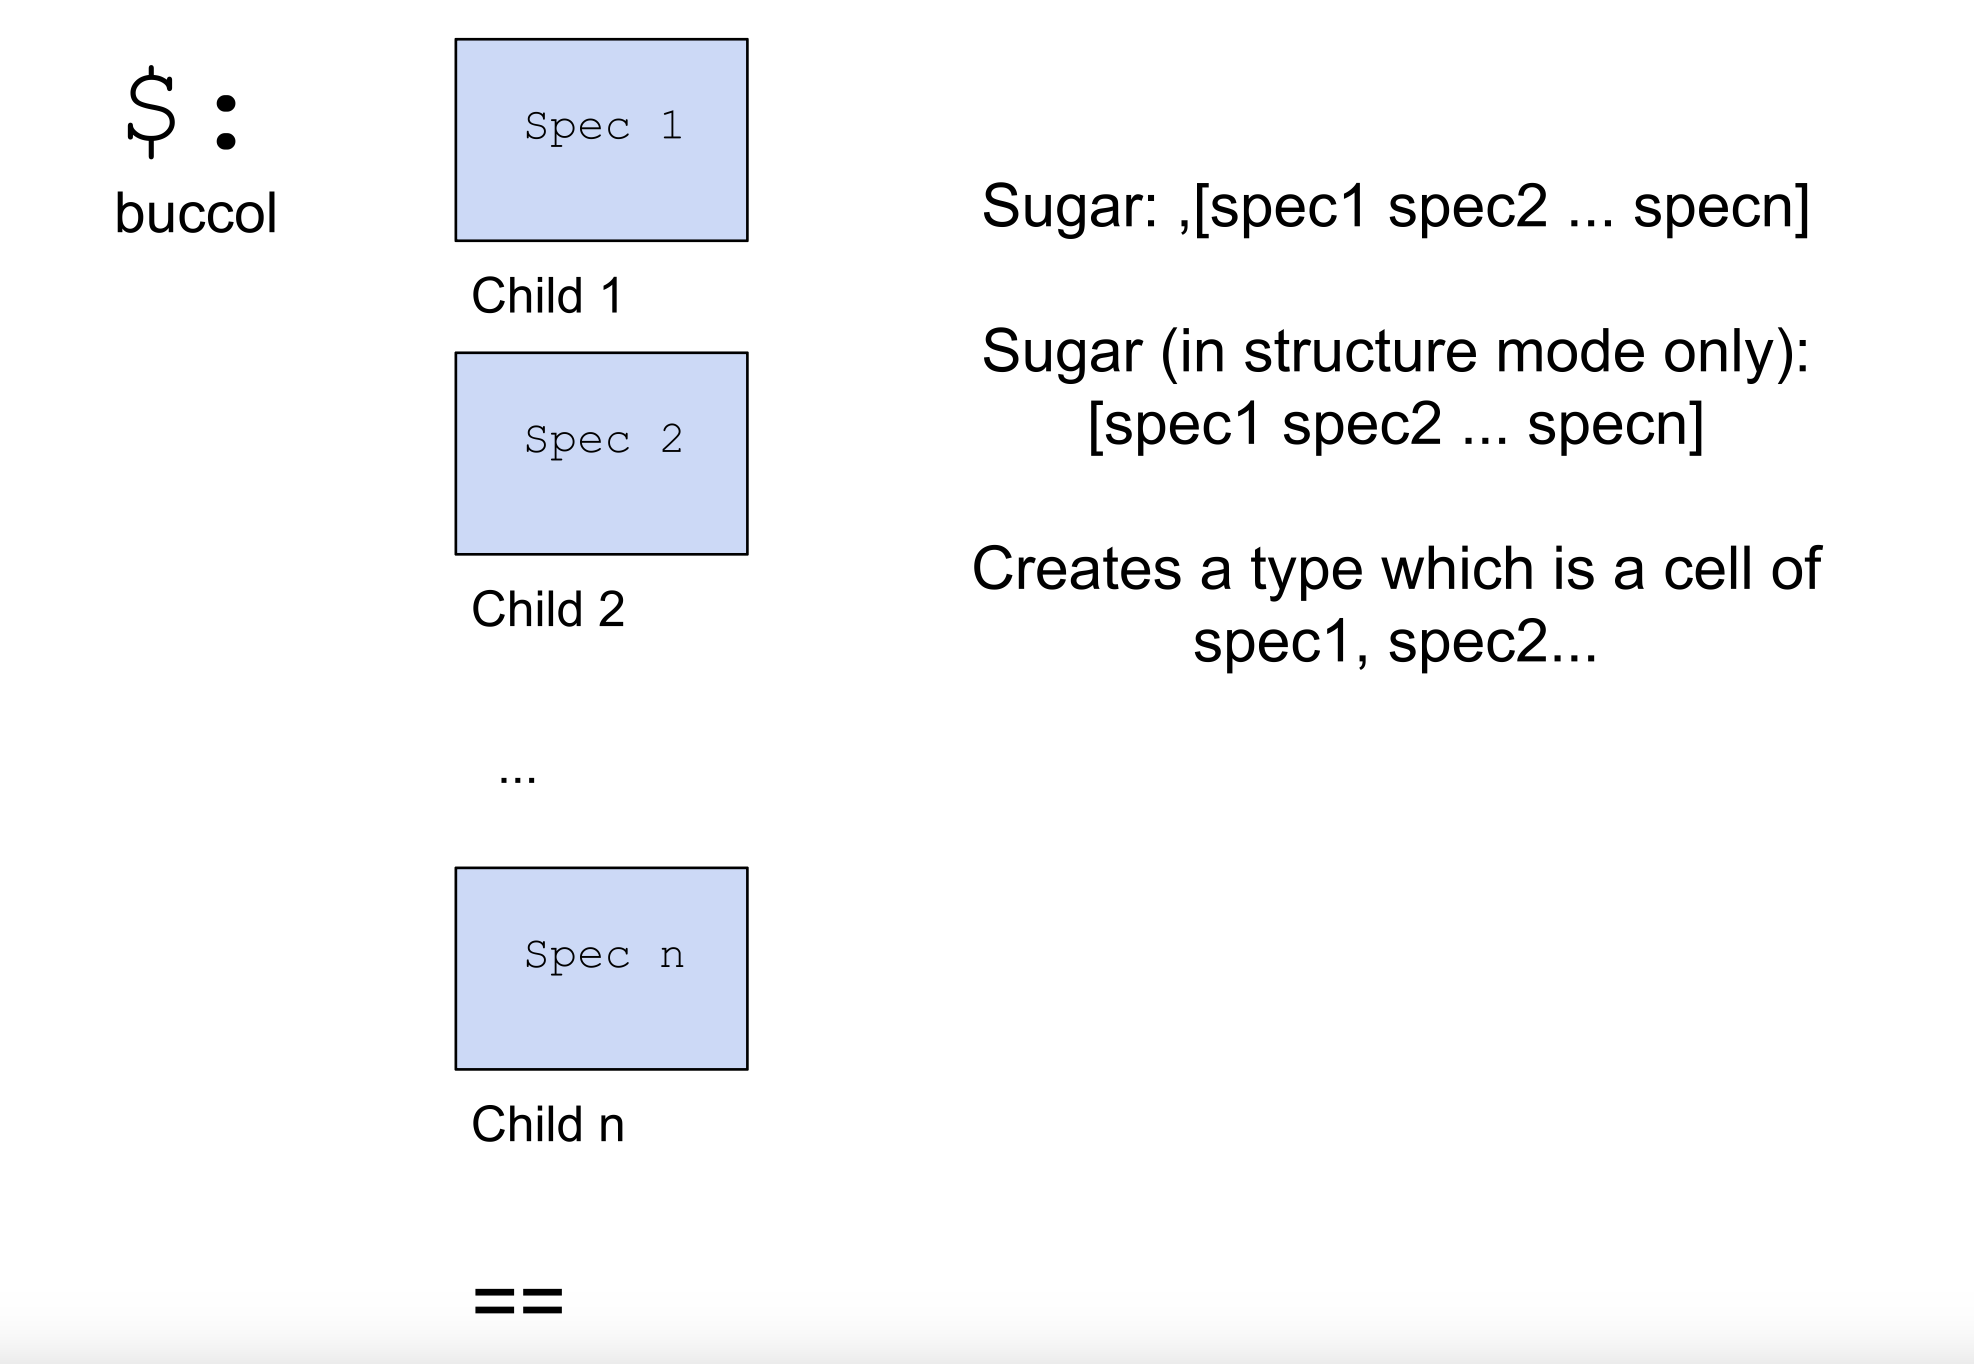 $:
buccol
Spec 1
Child 1
Spec 2
Child 2
...
Spec n
Child n
==
Sugar: ,[spec1 spec2 ... specn]
Sugar (in structure mode only):
[spec1 spec2 ... specn]
Creates a type which is a cell of
spec1, spec2...